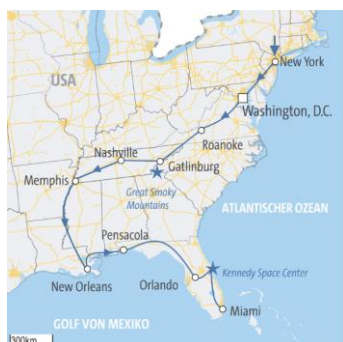 New York
USA
Washington, D.C.
Roanoke
Nashville
Gatlinburg
Memphis
Great Smoky
Mountains
ATLANTISCHER OZEAN
Pensacola
Kennedy Space Center
New Orleans
Orlando
Miami
GOLF VON MEXIKO
300km